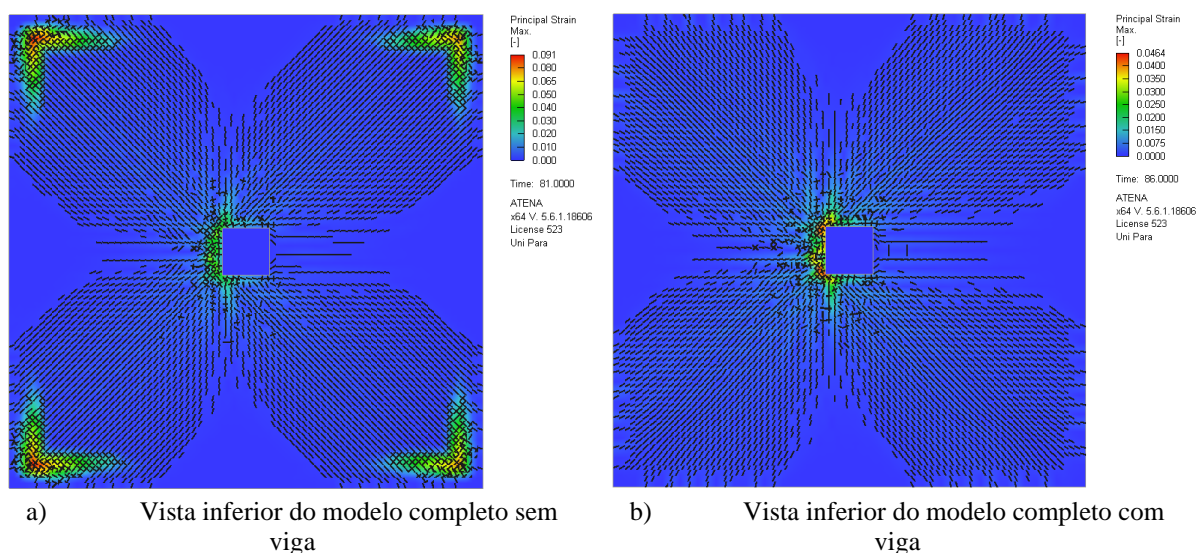 Principal Strain
Max.
[-]
0.091
0.080
0.065
0.050
0.040
0.030
0.020
0.010
0.000
Time: 81.0000
ATENA
x64 V. 5.6.1.18606
License 523
Uni Para
Principal Strain
Max.
[-]
0.0464
0.0400
0.0350
0.0300
0.0250
0.0200
0.0150
0.0075
0.0000
Time: 86.0000
ATENA
x64 V. 5.6.1.18606
License 523
Uni Para
a) Vista inferior do modelo completo sem
viga
b) Vista inferior do modelo completo com
viga